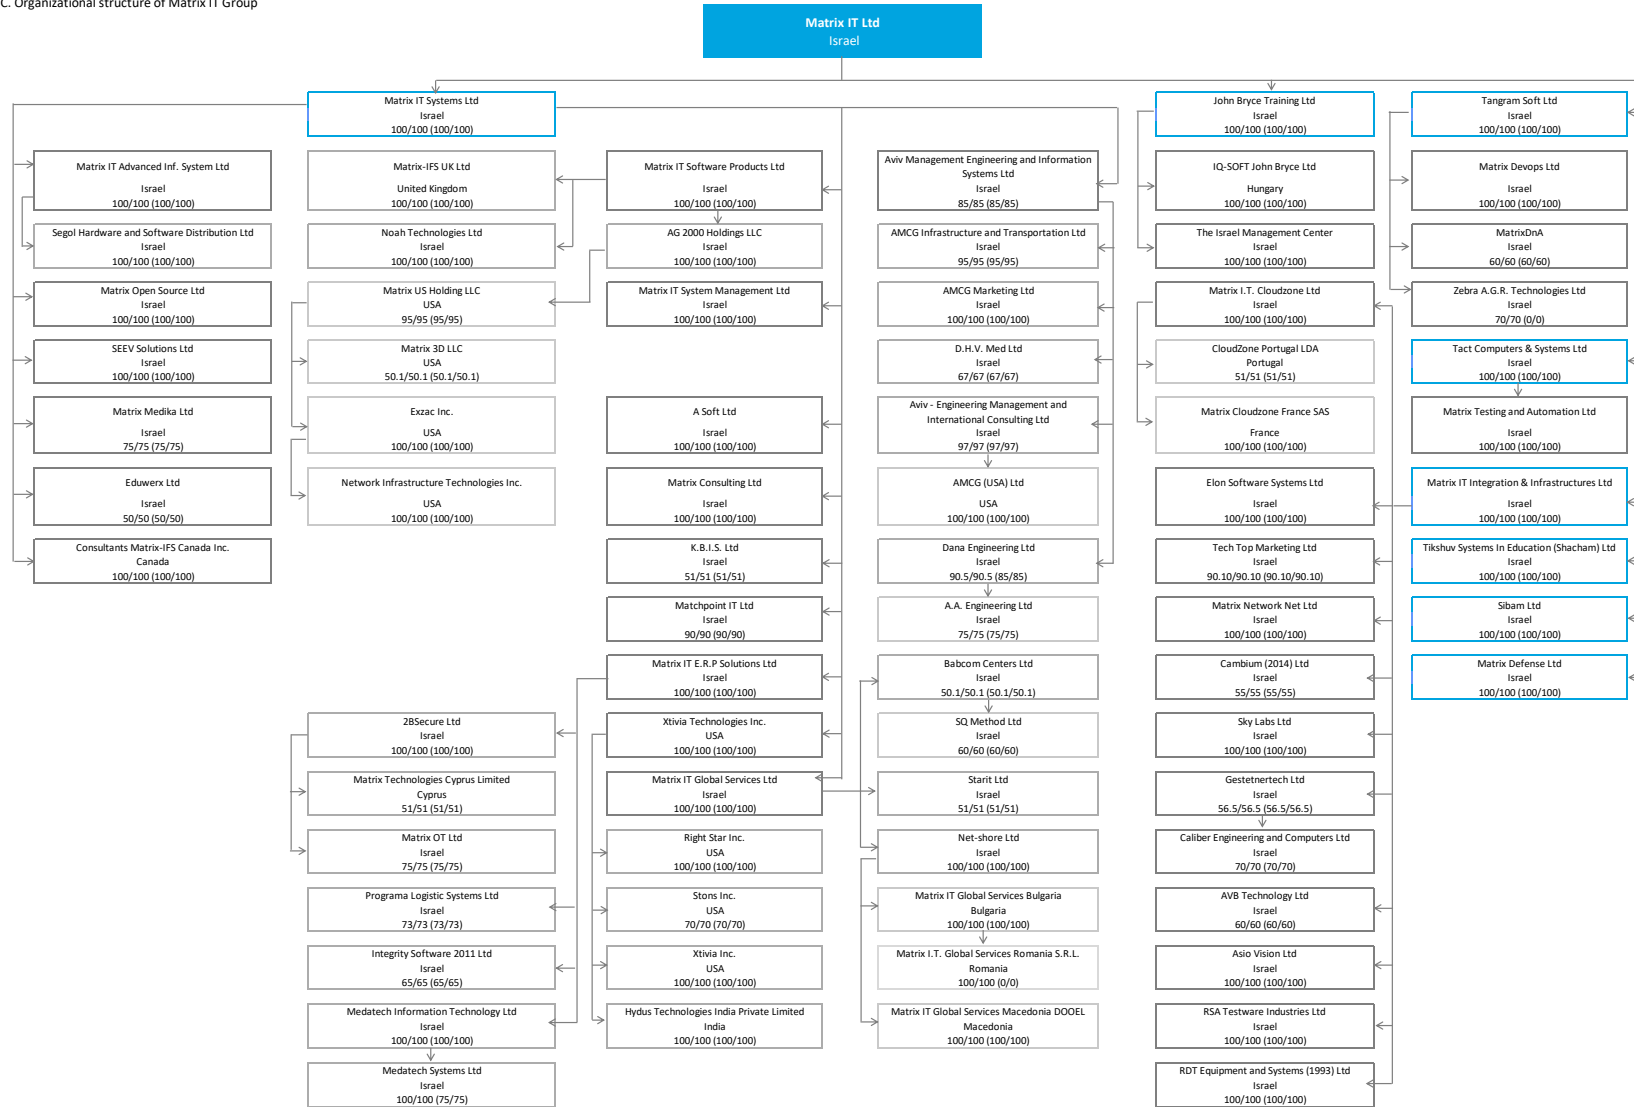 C. Organizational structure of Matrix IT Group
Matrix IT Ltd
Israel
Matrix IT Systems Ltd
Israel
100/100 (100/100)
John Bryce Training Ltd
Israel
100/100 (100/100)
Tangram Soft Ltd
Israel
100/100 (100/100)
Matrix IT Advanced Inf. System Ltd
Israel
100/100 (100/100)
Matrix-IFS UK Ltd
United Kingdom
100/100 (100/100)
Matrix IT Software Products Ltd
Israel
100/100 (100/100)
Aviv Management Engineering and Information
Systems Ltd
Israel
85/85 (85/85)
IQ-SOFT John Bryce Ltd
Hungary
100/100 (100/100)
Matrix Devops Ltd
Israel
100/100 (100/100)
Segol Hardware and Software Distribution Ltd
Israel
100/100 (100/100)
Noah Technologies Ltd
Israel
100/100 (100/100)
AG 2000 Holdings LLC
Israel
100/100 (100/100)
AMCG Infrastructure and Transportation Ltd
Israel
95/95 (95/95)
The Israel Management Center
Israel
100/100 (100/100)
MatrixDnA
Israel
60/60 (60/60)
Matrix Open Source Ltd
Israel
100/100 (100/100)
Matrix US Holding LLC
USA
95/95 (95/95)
Matrix IT System Management Ltd
Israel
100/100 (100/100)
AMCG Marketing Ltd
Israel
100/100 (100/100)
Matrix I.T. Cloudzone Ltd
Israel
100/100 (100/100)
Zebra A.G.R. Technologies Ltd
Israel
70/70 (0/0)
SEEV Solutions Ltd
Israel
100/100 (100/100)
Matrix 3D LLC
USA
50.1/50.1 (50.1/50.1)
D.H.V. Med Ltd
Israel
67/67 (67/67)
CloudZone Portugal LDA
Portugal
51/51 (51/51)
Tact Computers & Systems Ltd
Israel
100/100 (100/100)
Matrix Medika Ltd
Israel
75/75 (75/75)
Exzac Inc.
USA
100/100 (100/100)
A Soft Ltd
Israel
100/100 (100/100)
Aviv - Engineering Management and
International Consulting Ltd
Israel
97/97 (97/97)
Matrix Cloudzone France SAS
France
100/100 (100/100)
Matrix Testing and Automation Ltd
Israel
100/100 (100/100)
Eduwerx Ltd
Israel
50/50 (50/50)
Network Infrastructure Technologies Inc.
USA
100/100 (100/100)
Matrix Consulting Ltd
Israel
100/100 (100/100)
AMCG (USA) Ltd
USA
100/100 (100/100)
Elon Software Systems Ltd
Israel
100/100 (100/100)
Matrix IT Integration & Infrastructures Ltd
Israel
100/100 (100/100)
Consultants Matrix-IFS Canada Inc.
Canada
100/100 (100/100)
K.B.I.S. Ltd
Israel
51/51 (51/51)
Dana Engineering Ltd
Israel
90.5/90.5 (85/85)
Tech Top Marketing Ltd
Israel
90.10/90.10 (90.10/90.10)
Tikshuv Systems In Education (Shacham) Ltd
Israel
100/100 (100/100)
Matchpoint IT Ltd
Israel
90/90 (90/90)
A.A. Engineering Ltd
Israel
75/75 (75/75)
Matrix Network Net Ltd
Israel
100/100 (100/100)
Sibam Ltd
Israel
100/100 (100/100)
Matrix IT E.R.P Solutions Ltd
Israel
100/100 (100/100)
Babcom Centers Ltd
Israel
50.1/50.1 (50.1/50.1)
Cambium (2014) Ltd
Israel
55/55 (55/55)
Matrix Defense Ltd
Israel
100/100 (100/100)
2BSecure Ltd
Israel
100/100 (100/100)
Xtivia Technologies Inc.
USA
100/100 (100/100)
SQ Method Ltd
Israel
60/60 (60/60)
Sky Labs Ltd
Israel
100/100 (100/100)
Matrix Technologies Cyprus Limited
Cyprus
51/51 (51/51)
Matrix IT Global Services Ltd
Israel
100/100 (100/100)
Starit Ltd
Israel
51/51 (51/51)
Gestetnertech Ltd
Israel
56.5/56.5 (56.5/56.5)
Matrix OT Ltd
Israel
75/75 (75/75)
Right Star Inc.
USA
100/100 (100/100)
Net-shore Ltd
Israel
100/100 (100/100)
Caliber Engineering and Computers Ltd
Israel
70/70 (70/70)
Programa Logistic Systems Ltd
Israel
73/73 (73/73)
Stons Inc.
USA
70/70 (70/70)
Matrix IT Global Services Bulgaria
Bulgaria
100/100 (100/100)
AVB Technology Ltd
Israel
60/60 (60/60)
Integrity Software 2011 Ltd
Israel
65/65 (65/65)
Xtivia Inc.
USA
100/100 (100/100)
Matrix I.T. Global Services Romania S.R.L.
Romania
100/100 (0/0)
Asio Vision Ltd
Israel
100/100 (100/100)
Medatech Information Technology Ltd
Israel
100/100 (100/100)
Hydus Technologies India Private Limited
India
100/100 (100/100)
Matrix IT Global Services Macedonia DOOEL
Macedonia
100/100 (100/100)
RSA Testware Industries Ltd
Israel
100/100 (100/100)
Medatech Systems Ltd
Israel
100/100 (75/75)
RDT Equipment and Systems (1993) Ltd
Israel
100/100 (100/100)